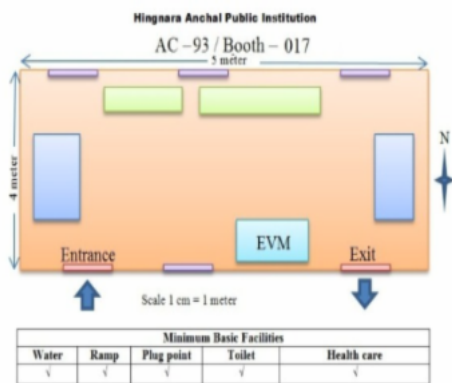 Hingnara Anchal Public Institution
AC – 93 / Booth – 017
5 méter
4 meter
N
EVM
Entrance
Exit
Scale 1 cm = 1 meter
Minimum Basic Facilities
Water Ramp Plug point Toilet Health care
√ √ √ √ √